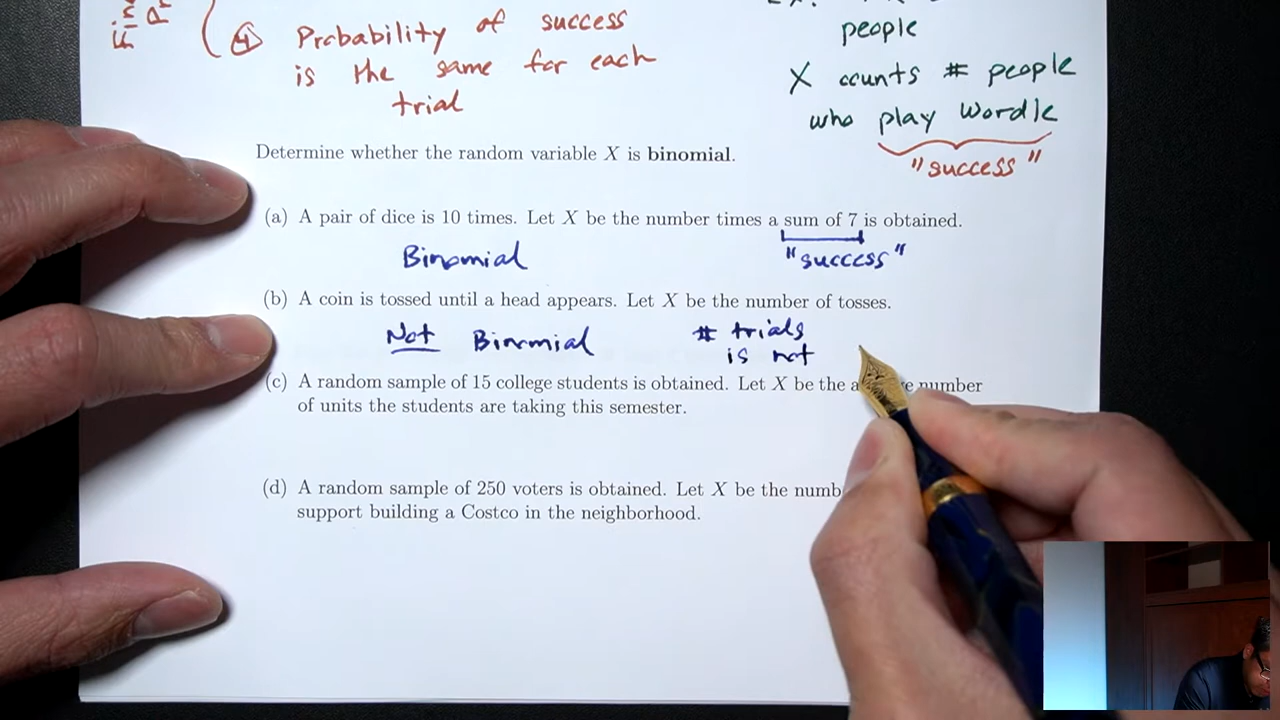 ④ Probability of success
is the same for each
trial
people
X counts # people
who play Wordle
"success"
Determine whether the random variable X is binomial.
(a) A pair of dice is 10 times. Let X be the number times a sum of 7 is obtained.
Binomial "success"
(b) A coin is tossed until a head appears. Let X be the number of tosses.
Not Binomial # trials
is not
(c) A random sample of 15 college students is obtained. Let X be the number
of units the students are taking this semester.
(d) A random sample of 250 voters is obtained. Let X be the
support building a Costco in the neighborhood.